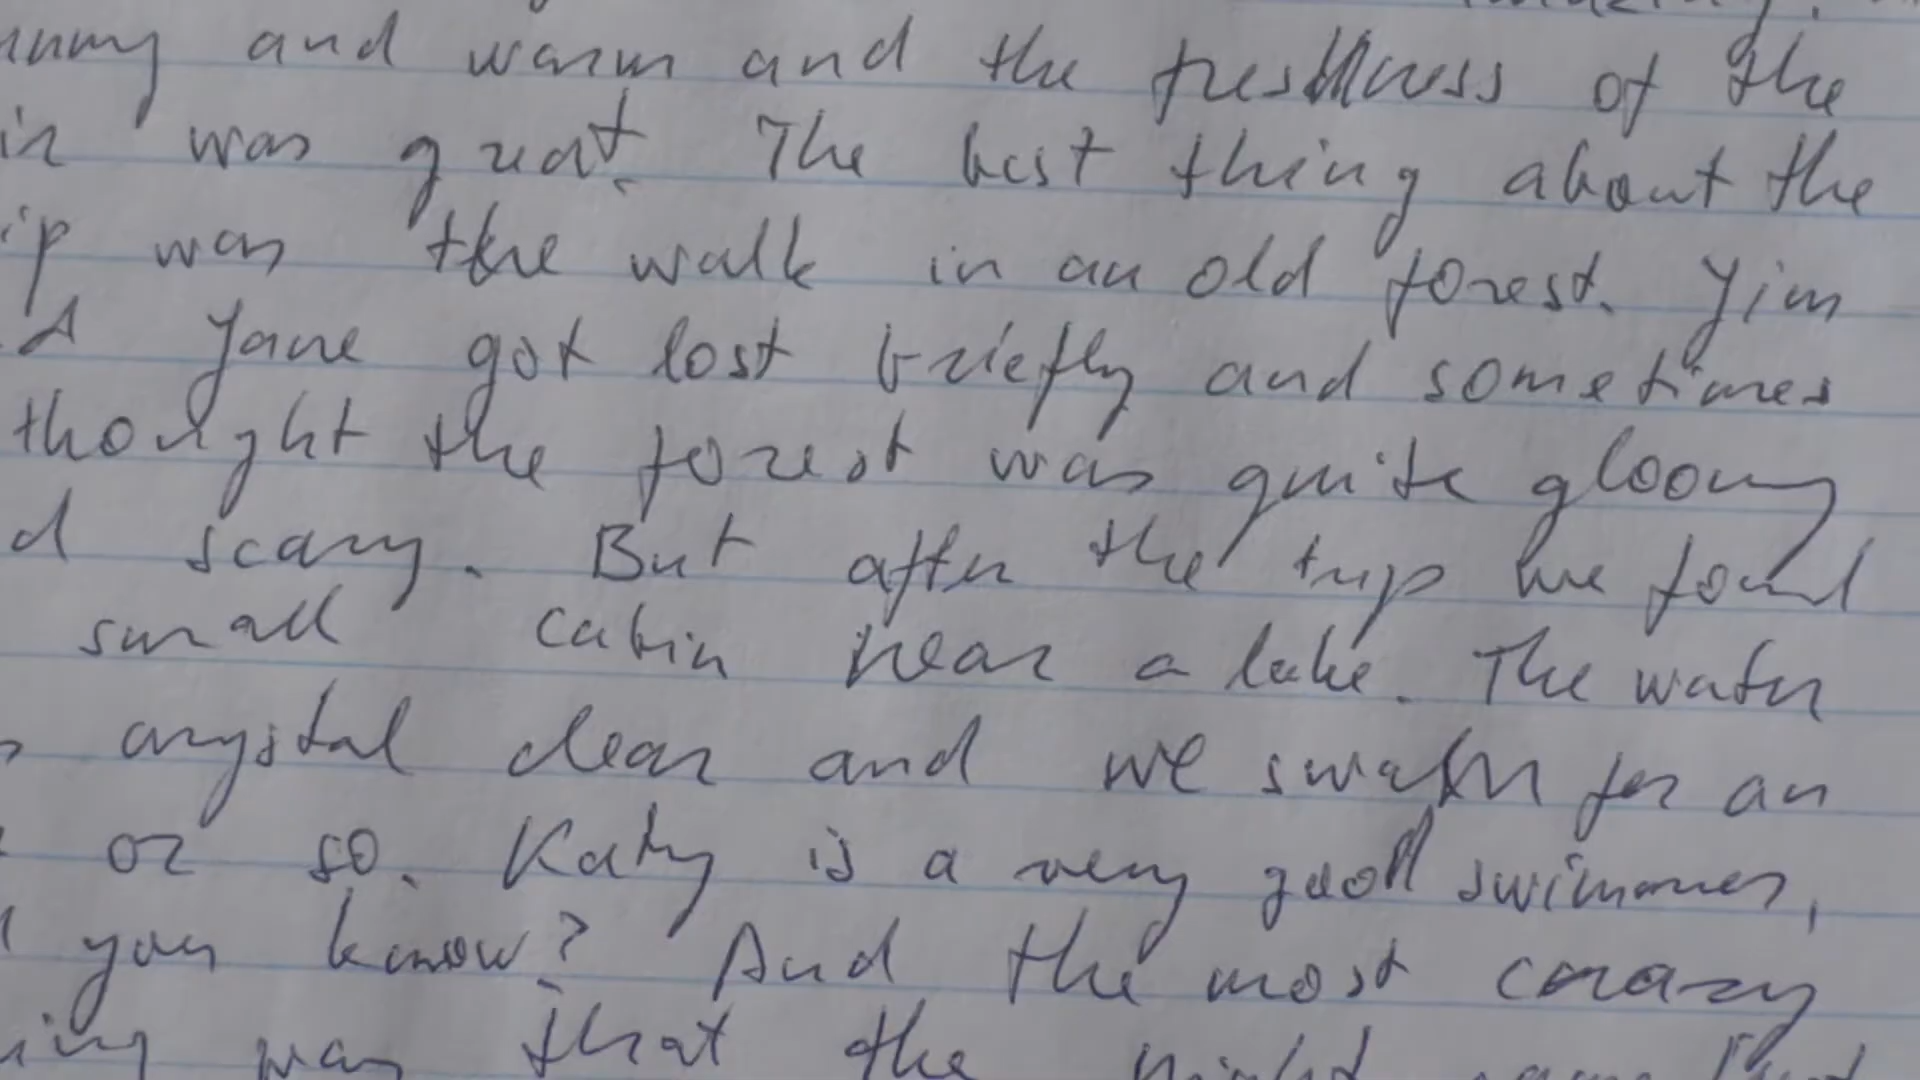 and warm and the freshness of the
was great. The best thing about the
was the walk in an old forest. Jim
Jane got lost briefly and sometimes
thought the forest was quite gloomy
scary. But after the trip we found
small cabin near a lake. The water
crystal clear and we swam for an
or so. Katy is a very good swimmer,
you know? And the most crazy
was that the night